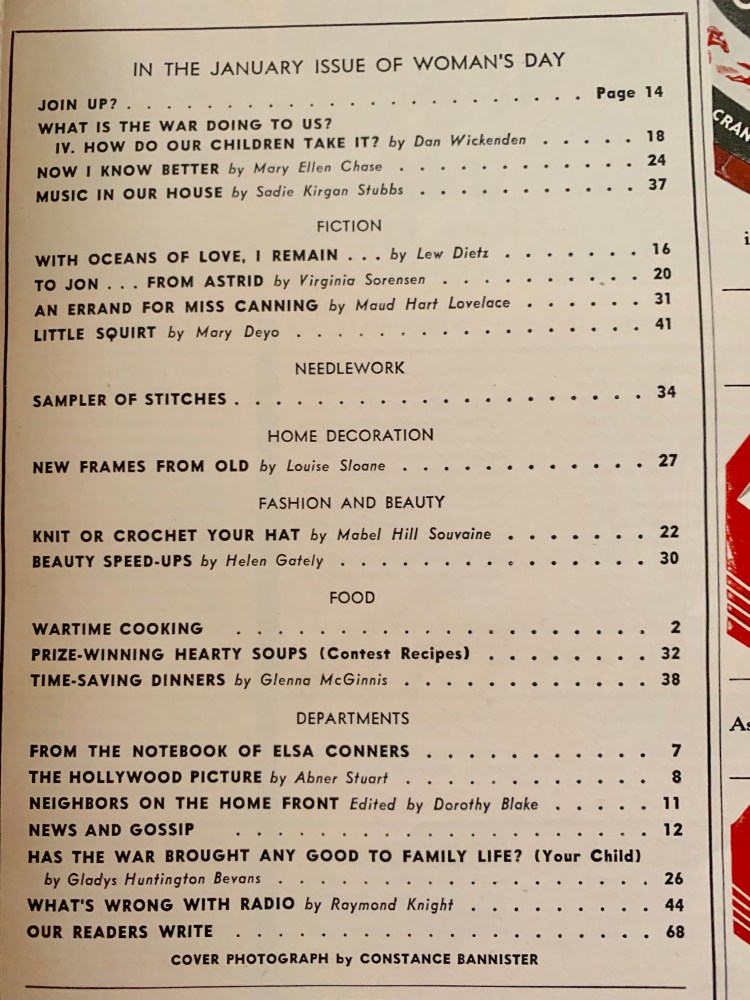 IN THE JANUARY ISSUE OF WOMAN'S DAY
JOIN UP? . . . . . . . . . . . . . . . . . . . . . . . Page 14
WHAT IS THE WAR DOING TO US?
IV. HOW DO OUR CHILDREN TAKE IT? by Dan Wickenden . . . . . 18
NOW I KNOW BETTER by Mary Ellen Chase . . . . . . . . . . . 24
MUSIC IN OUR HOUSE by Sadie Kirgan Stubbs . . . . . . . . . . 37
FICTION
WITH OCEANS OF LOVE, I REMAIN . . . by Lew Dietz . . . . . . . 16
TO JON . . . FROM ASTRID by Virginia Sorensen . . . . . . . . . 20
AN ERRAND FOR MISS CANNING by Maud Hart Lovelace . . . . . . 31
LITTLE SQUIRT by Mary Deyo . . . . . . . . . . . . . . . . 41
NEEDLEWORK
SAMPLER OF STITCHES . . . . . . . . . . . . . . . . . . . 34
HOME DECORATION
NEW FRAMES FROM OLD by Louise Sloane . . . . . . . . . . . . 27
FASHION AND BEAUTY
KNIT OR CROCHET YOUR HAT by Mabel Hill Souvaine . . . . . . . 22
BEAUTY SPEED-UPS by Helen Gately . . . . . . . . . . . . . . 30
FOOD
WARTIME COOKING . . . . . . . . . . . . . . . . . . . 2
PRIZE-WINNING HEARTY SOUPS (Contest Recipes) . . . . . . . . 32
TIME-SAVING DINNERS by Glenna McGinnis . . . . . . . . . . . . 38
DEPARTMENTS
FROM THE NOTEBOOK OF ELSA CONNERS . . . . . . . . . . . 7
THE HOLLYWOOD PICTURE by Abner Stuart . . . . . . . . . . . . 8
NEIGHBORS ON THE HOME FRONT Edited by Dorothy Blake . . . . . 11
NEWS AND GOSSIP . . . . . . . . . . . . . . . . . . . 12
HAS THE WAR BROUGHT ANY GOOD TO FAMILY LIFE? (Your Child)
by Gladys Huntington Bevans . . . . . . . . . . . . . . . . . 26
WHAT'S WRONG WITH RADIO by Raymond Knight . . . . . . . . . 44
OUR READERS WRITE . . . . . . . . . . . . . . . . . . . 68
COVER PHOTOGRAPH by CONSTANCE BANNISTER
CRAN
i
As